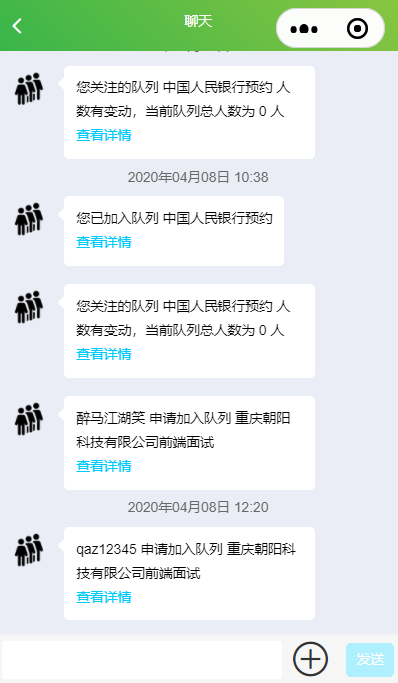 聊天
您关注的队列 中国人民银行预约 人
数有变动，当前队列总人数为 0 人
查看详情
2020年04月08日 10:38
您已加入队列 中国人民银行预约
查看详情
您关注的队列 中国人民银行预约 人
数有变动，当前队列总人数为 0 人
查看详情
醉马江湖笑 申请加入队列 重庆朝阳
科技有限公司前端面试
查看详情
2020年04月08日 12:20
qaz12345 申请加入队列 重庆朝阳科
技有限公司前端面试
查看详情
发送